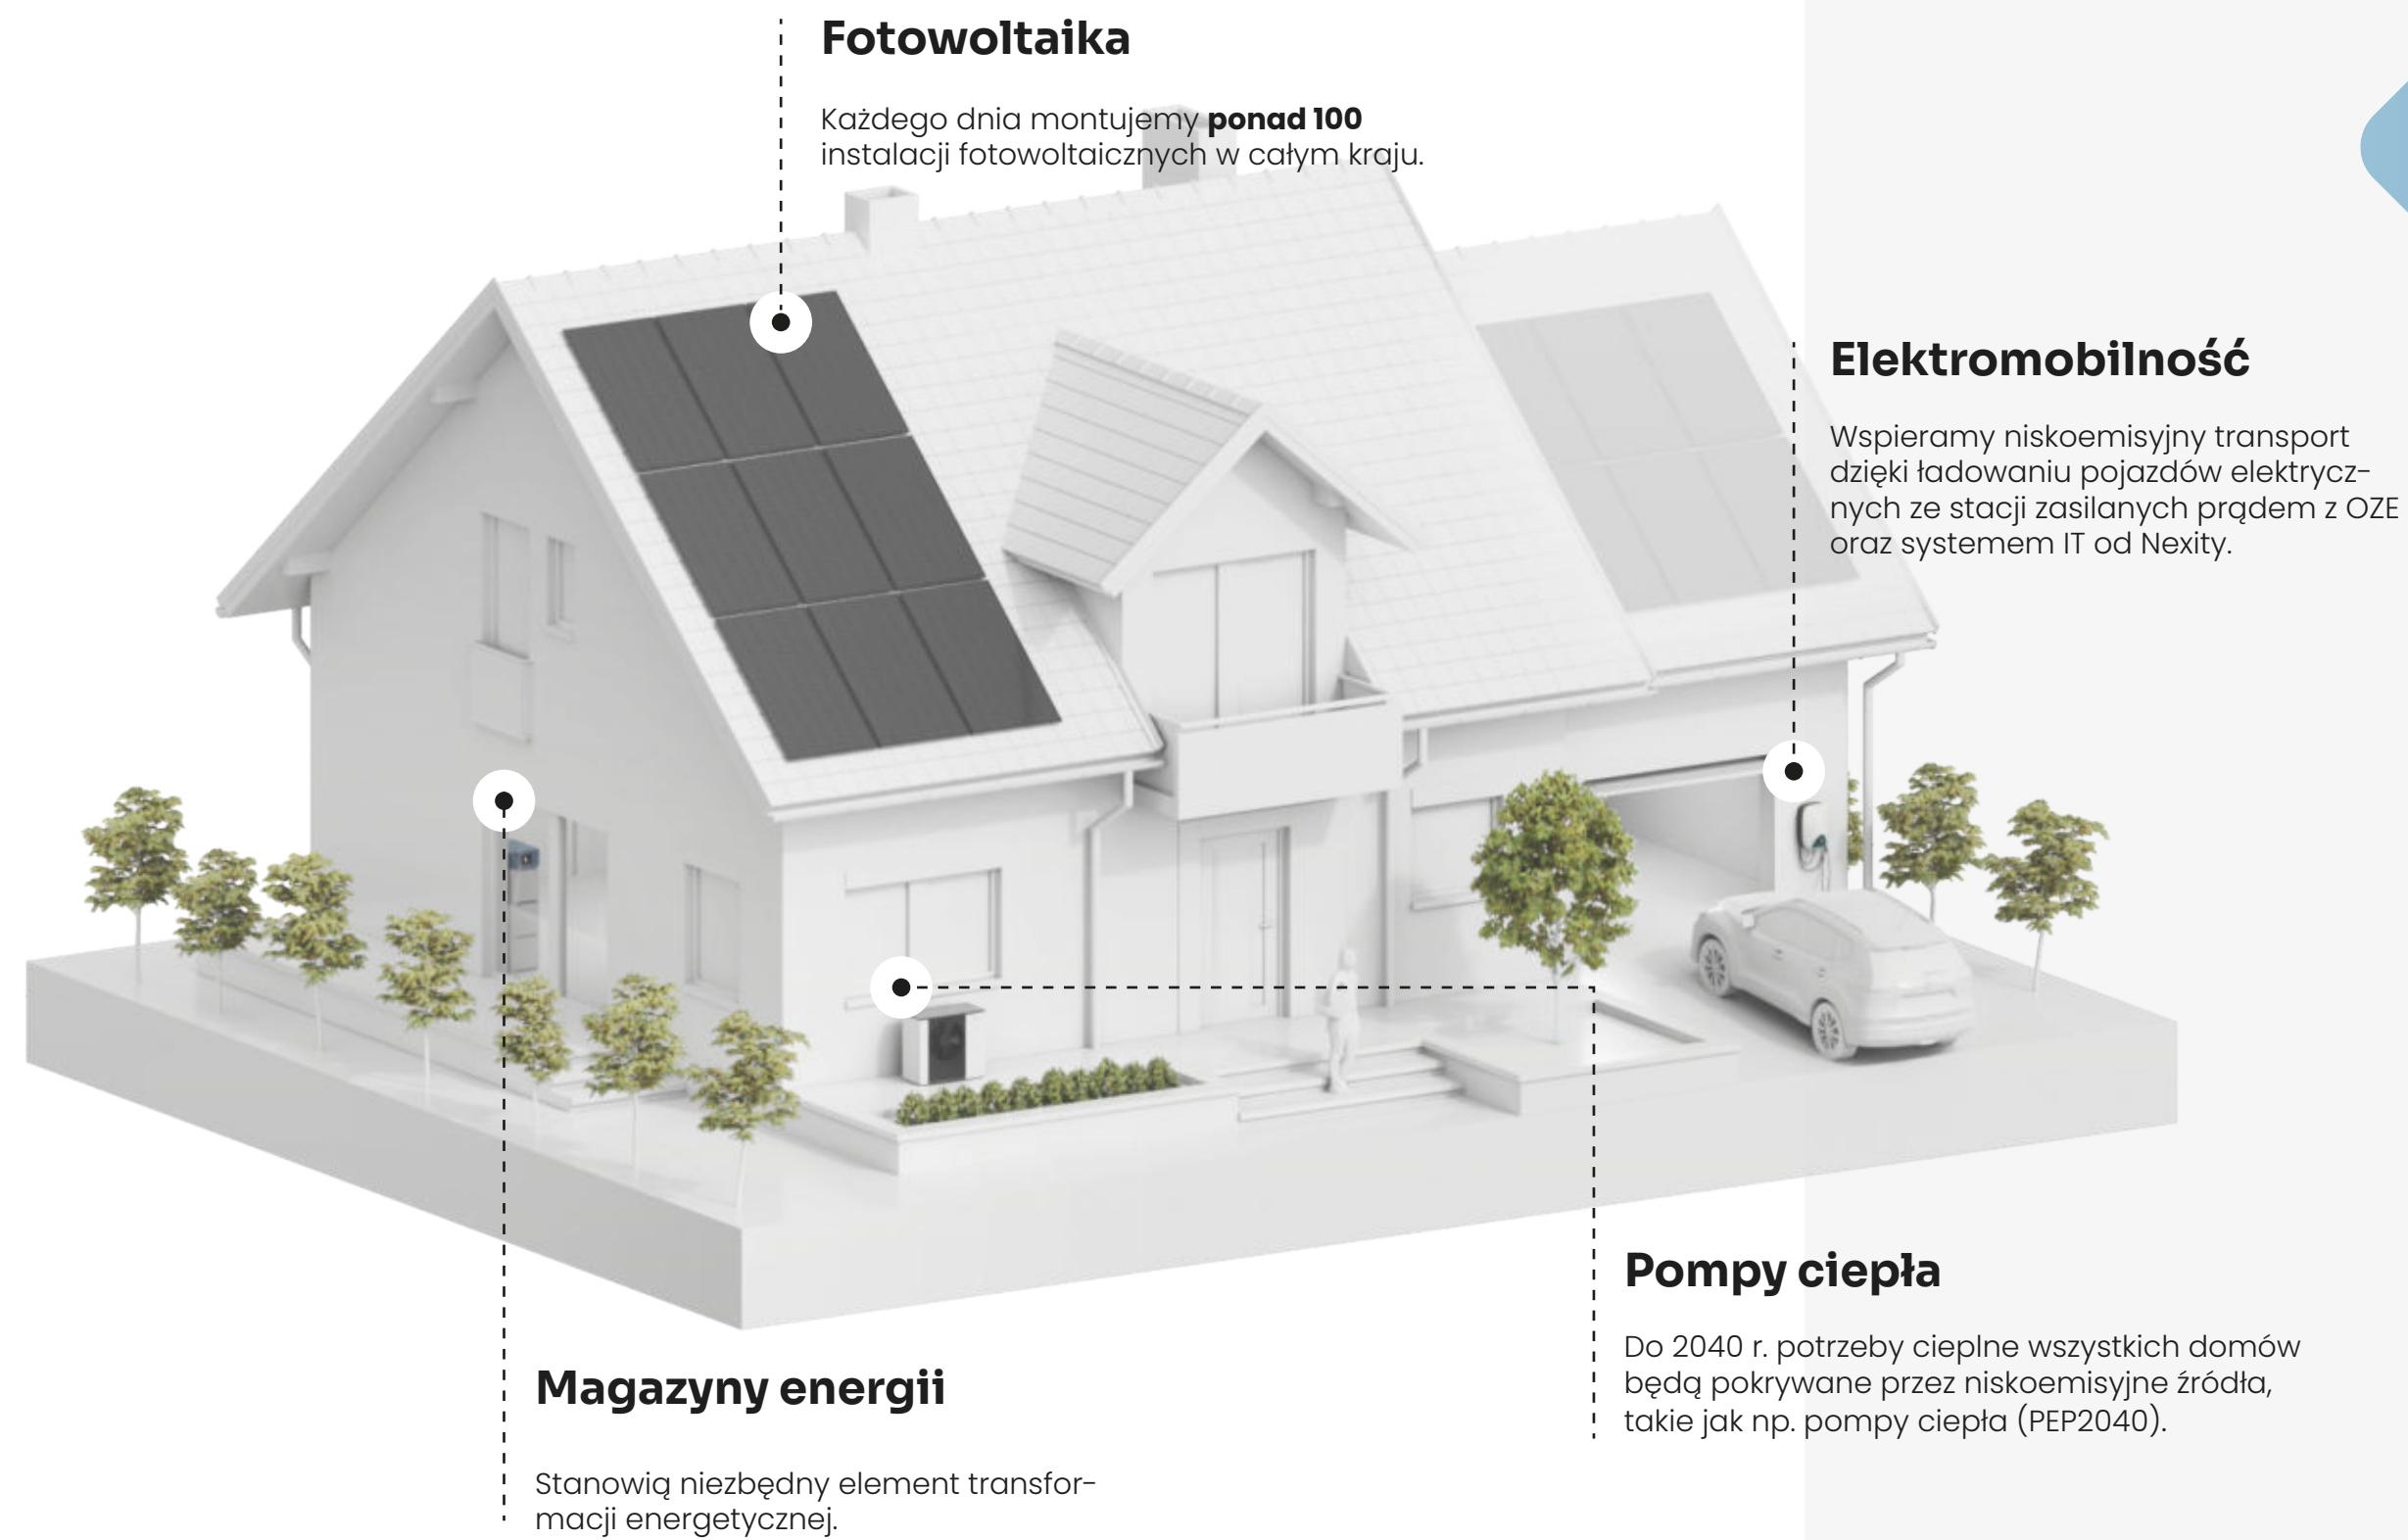 Fotowoltaika
Każdego dnia montujemy ponad 100
instalacji fotowoltaicznych w całym kraju.
Elektromobilność
Wspieramy niskoemisyjny transport
dzięki ładowaniu pojazdów elektrycz-
nych ze stacji zasilanych prądem z OZE
oraz systemem IT od Nexity.
Pompy ciepła
Do 2040 r. potrzeby cieplne wszystkich domów
będą pokrywane przez niskoemisyjne źródła,
takie jak np. pompy ciepła (PEP2040).
Magazyny energii
Stanowią niezbędny element transfor-
macji energetycznej.